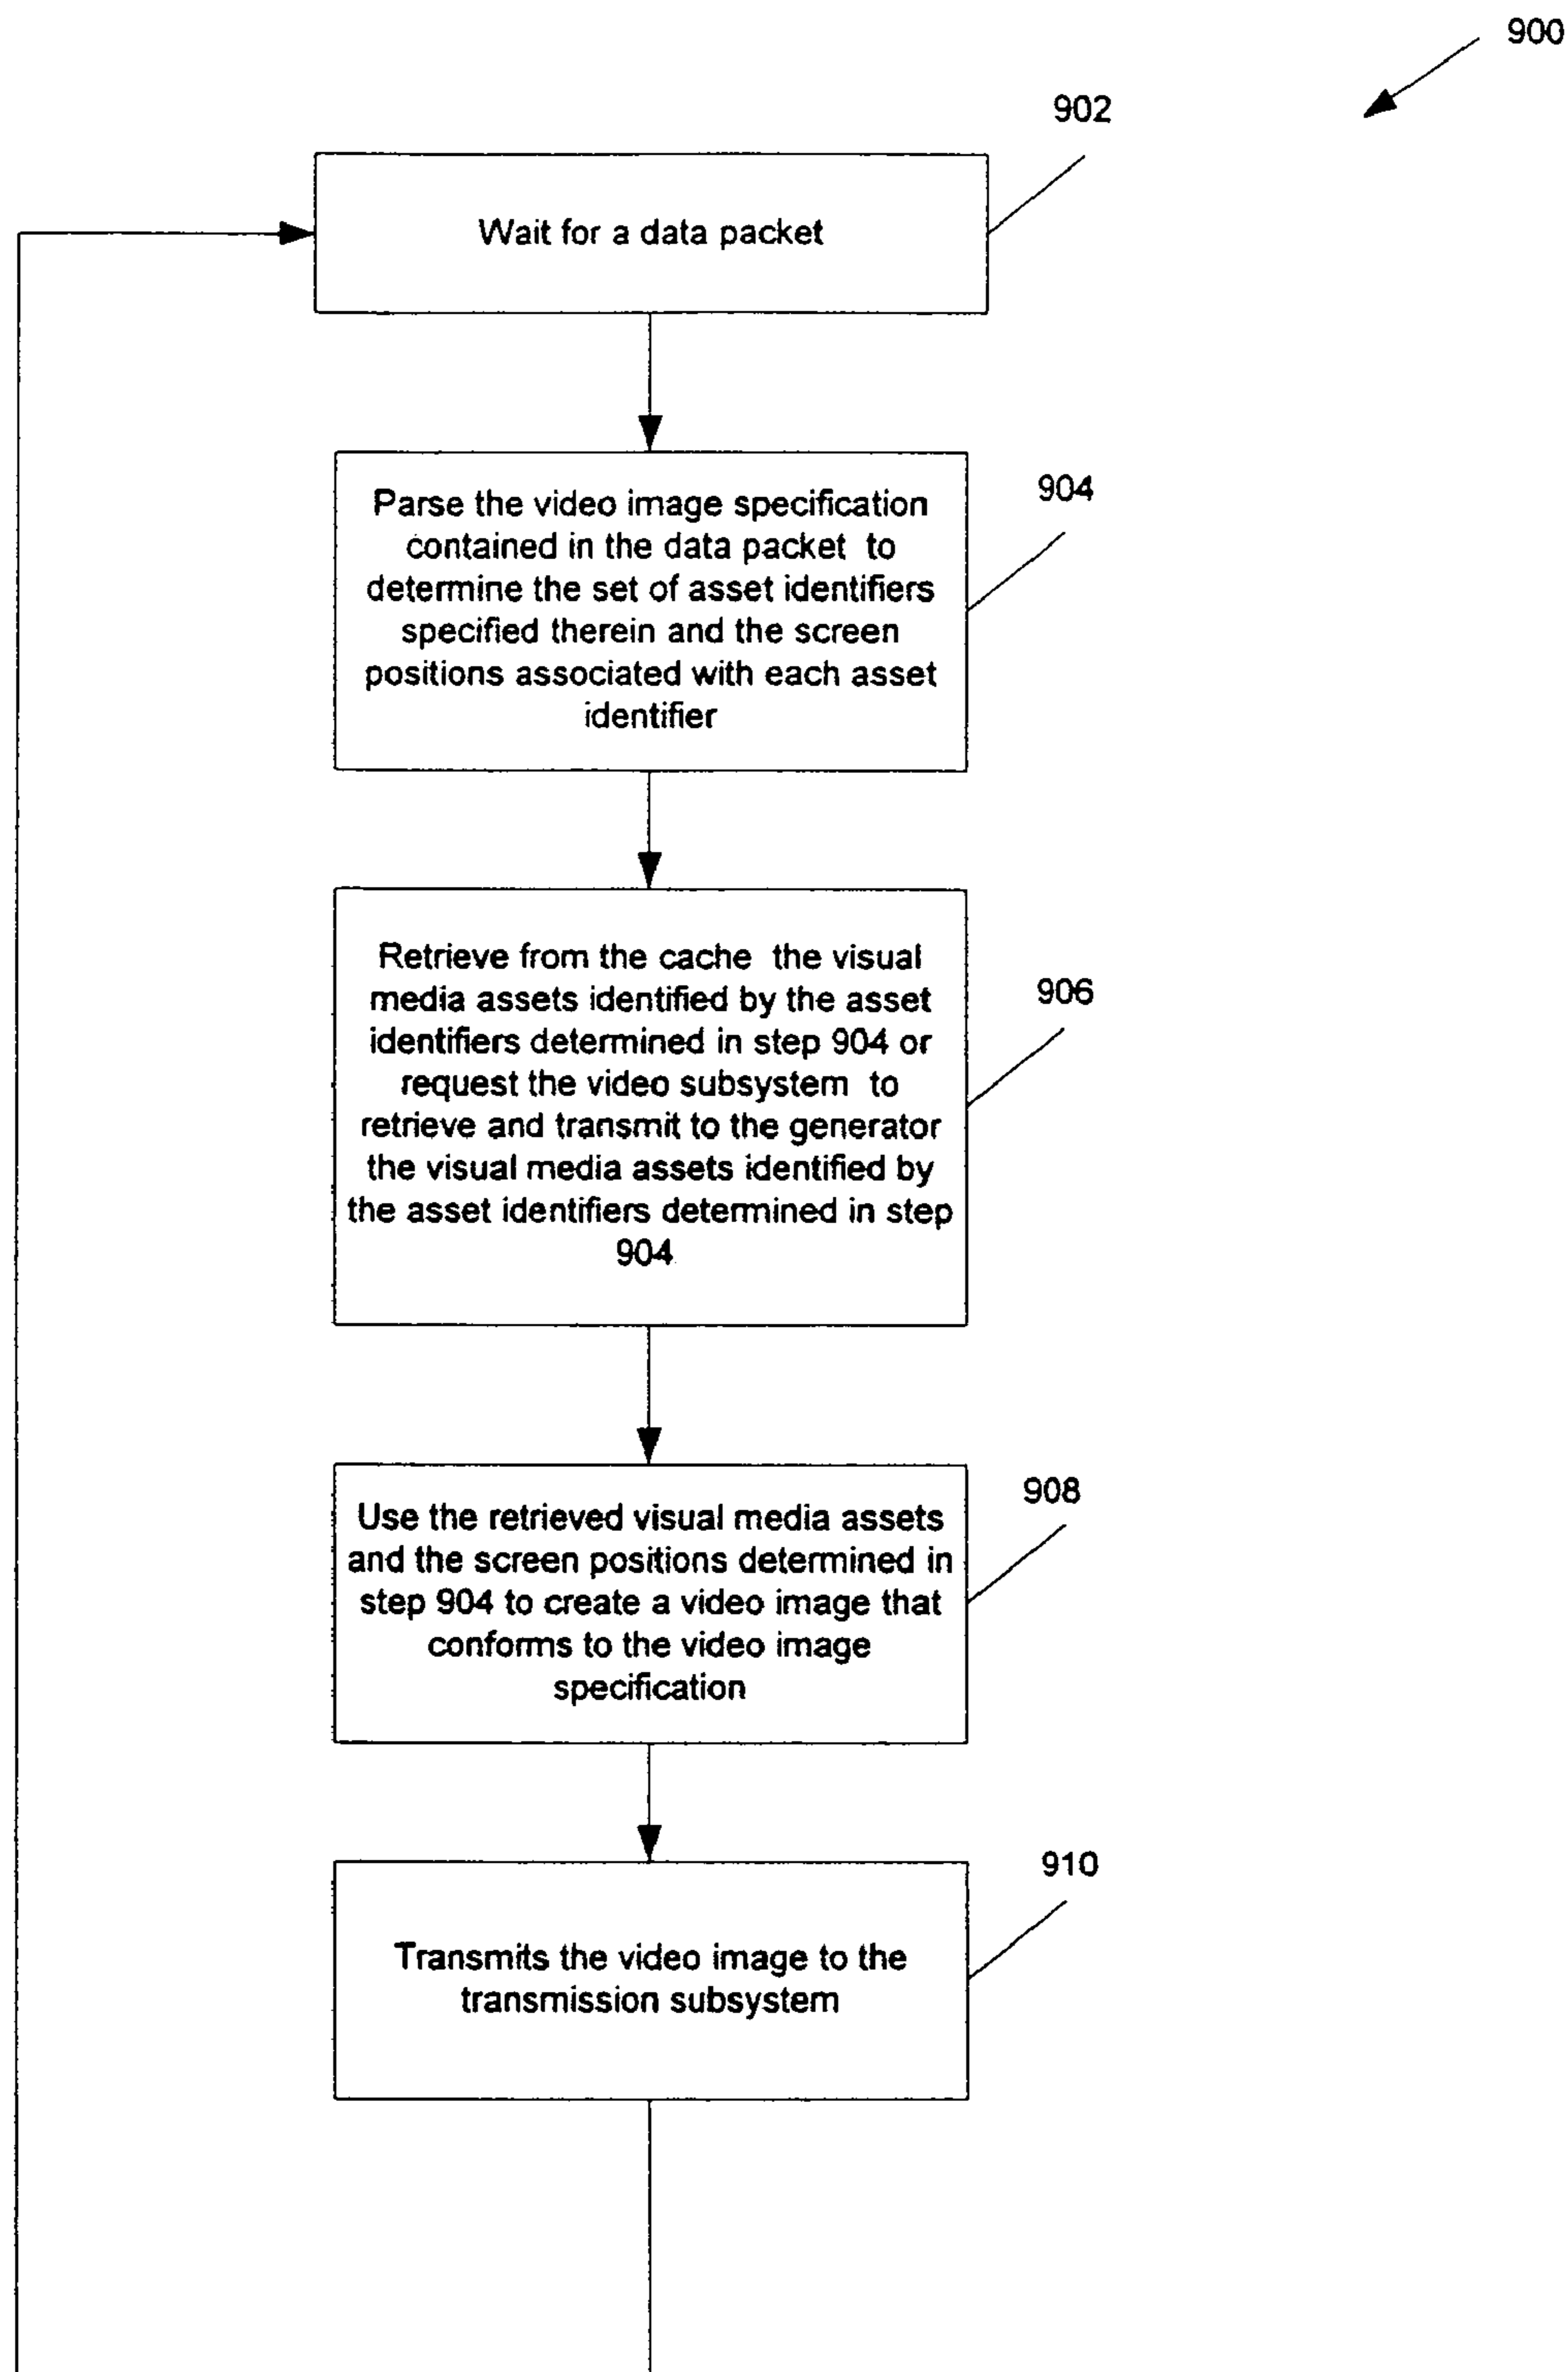 900
902
Wait for a data packet
904
Parse the video image specification
contained in the data packet to
determine the set of asset identifiers
specified therein and the screen
positions associated with each asset
identifier
906
Retrieve from the cache the visual
media assets identified by the asset
identifiers determined in step 904 or
request the video subsystem to
retrieve and transmit to the generator
the visual media assets identified by
the asset identifiers determined in step
904
908
Use the retrieved visual media assets
and the screen positions determined in
step 904 to create a video image that
conforms to the video image
specification
910
Transmits the video image to the
transmission subsystem